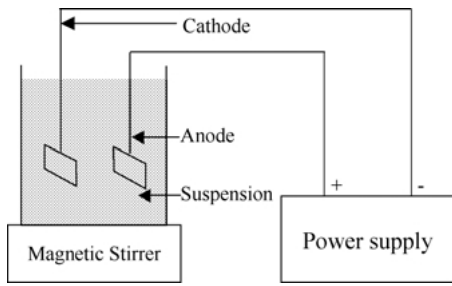 Cathode
Anode
Suspension
+ -
Magnetic Stirrer
Power supply